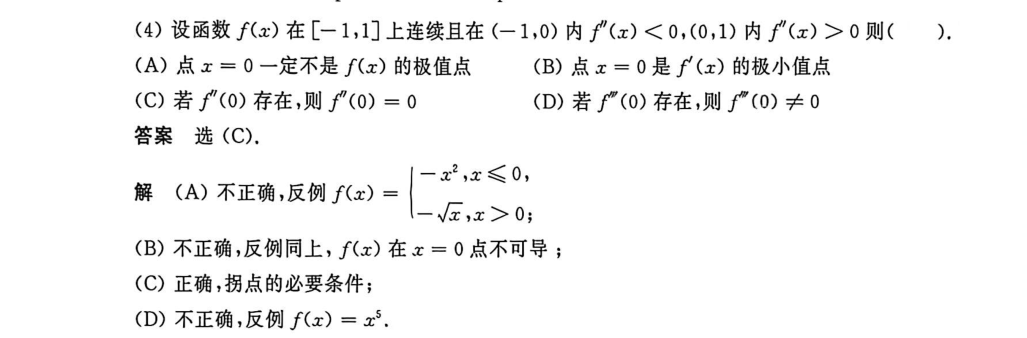 (4) 设函数 f(x) 在 [-1,1] 上连续且在 (-1,0) 内 f″(x) < 0,(0,1) 内 f″(x) > 0 则(    ).
(A) 点 x = 0 一定不是 f(x) 的极值点    (B) 点 x = 0 是 f′(x) 的极小值点
(C) 若 f″(0) 存在,则 f″(0) = 0    (D) 若 f‴(0) 存在,则 f‴(0) ≠ 0
答案 选 (C).
解 (A) 不正确,反例 f(x) = { -x², x ≤ 0,
-√x, x > 0;
(B) 不正确,反例同上, f(x) 在 x = 0 点不可导;
(C) 正确,拐点的必要条件;
(D) 不正确,反例 f(x) = x⁵.